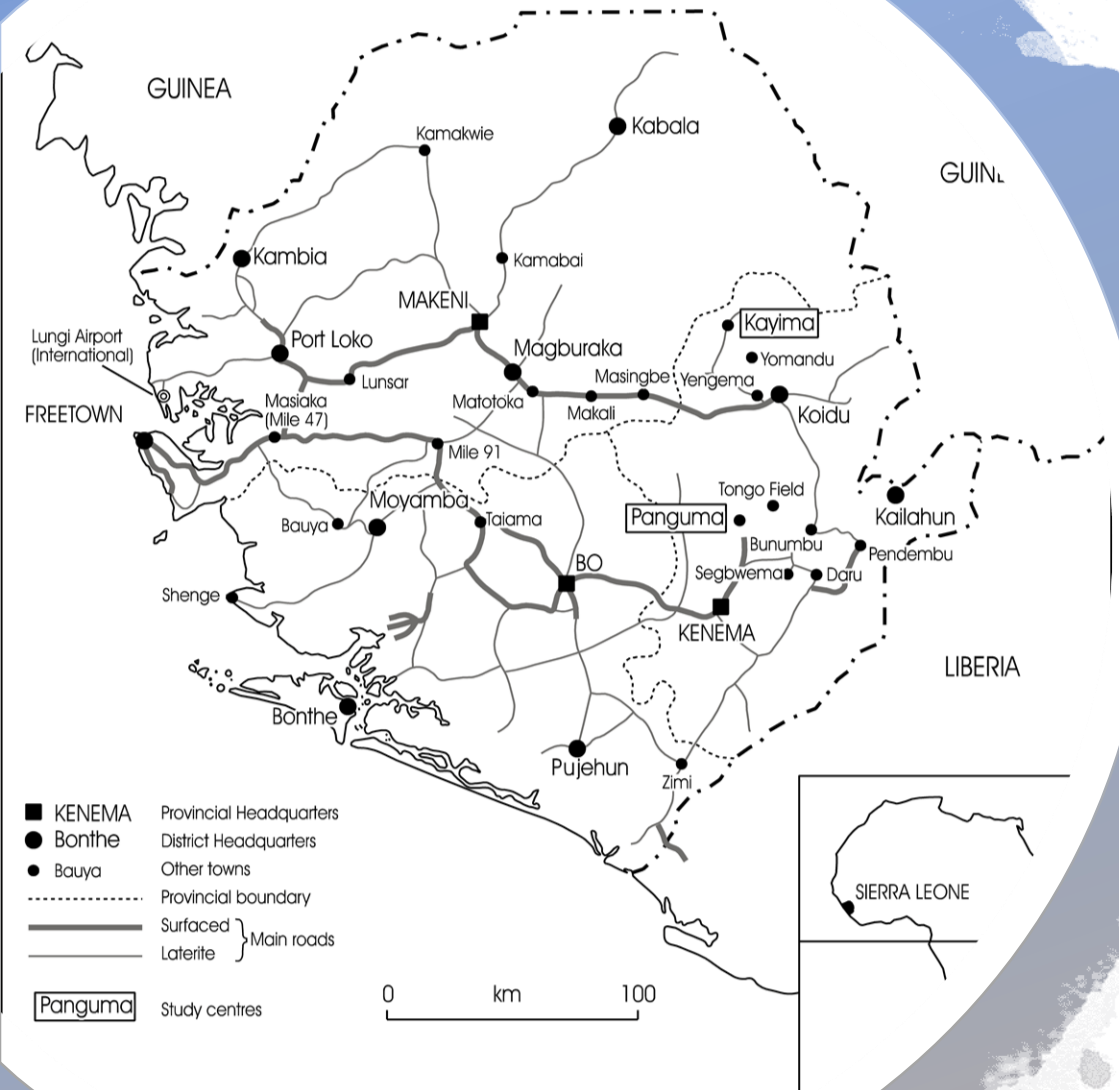 GUINEA
Kamakwie
Kabala
GUIN
Kambia
Kamabai
MAKENI
Kayima
Lungi Airport
(International)
Port Loko
Magburaka
Yomandu
Lunsar
Masingbe
Yengema
Masiaka
(Mile 47)
Matotoka
Makali
Koidu
FREETOWN
Mile 91
Moyamba
Tongo Field
Kailahun
Bauya
Taiama
Panguma
Bunumbu
Pendembu
BO
Segbwema
Daru
Shenge
KENEMA
LIBERIA
Bonthe
Pujehun
Zimi
KENEMA Provincial Headquarters
Bonthe District Headquarters
Bauya Other towns
Provincial boundary
Surfaced
Main roads
Laterite
Panguma Study centres
0 km 100
SIERRA LEONE